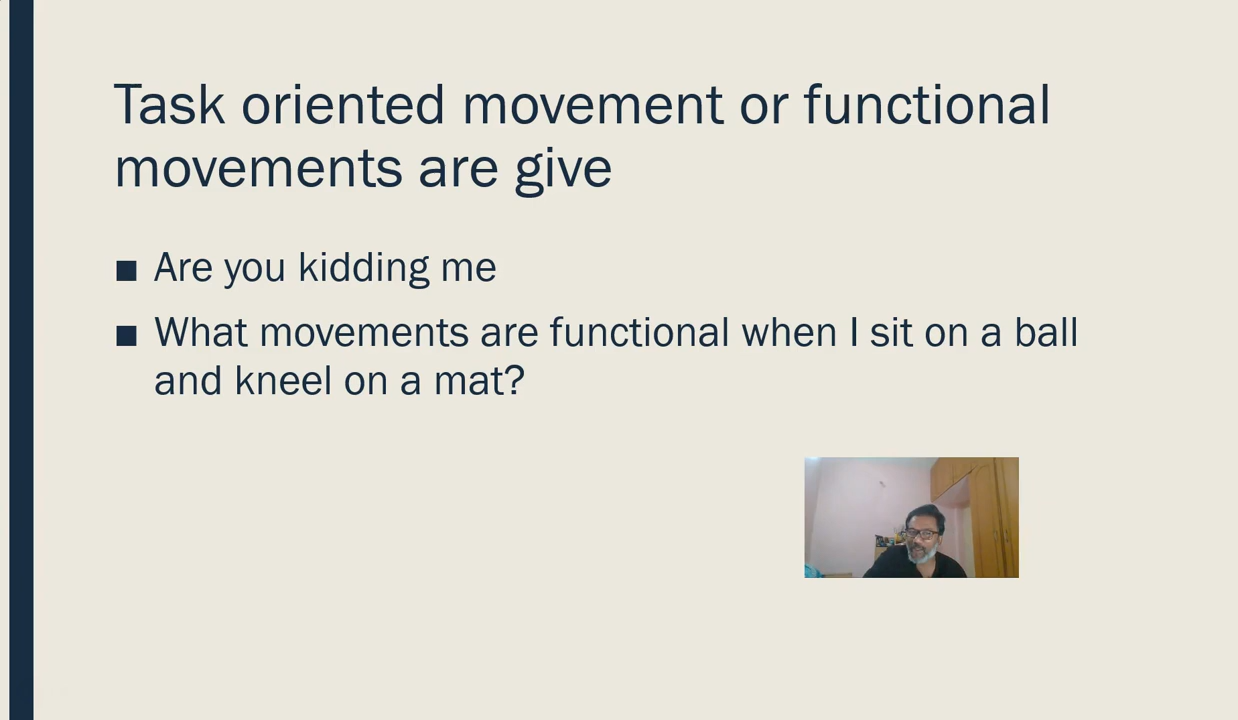 Task oriented movement or functional
movements are give
■ Are you kidding me
■ What movements are functional when I sit on a ball
and kneel on a mat?